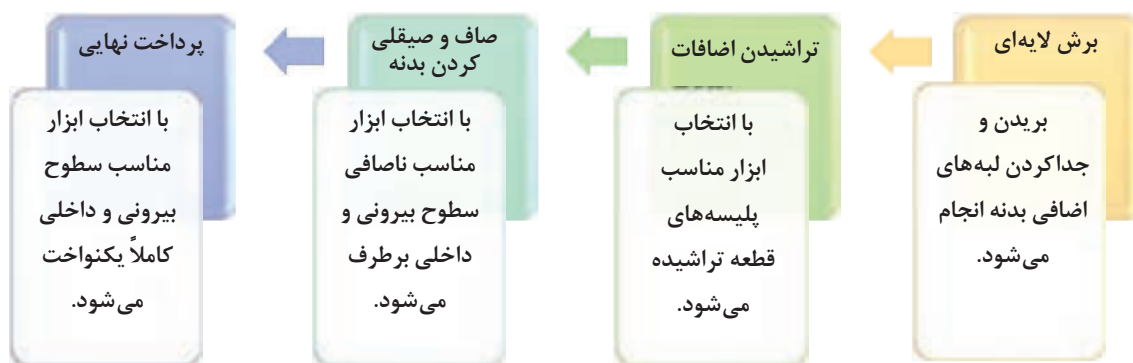 برش لایه‌ای
بریدن و
جداکردن لبه‌های
اضافی بدنه انجام
می‌شود.
تراشیدن اضافات
با انتخاب
ابزار مناسب
پلیسه‌های
قطعه تراشیده
می‌شود.
صاف و صیقلی
کردن بدنه
با انتخاب ابزار
مناسب ناصافی
سطوح بیرونی و
داخلی برطرف
می‌شود.
پرداخت نهایی
با انتخاب ابزار
مناسب سطوح
بیرونی و داخلی
کاملاً یکنواخت
می‌شود.